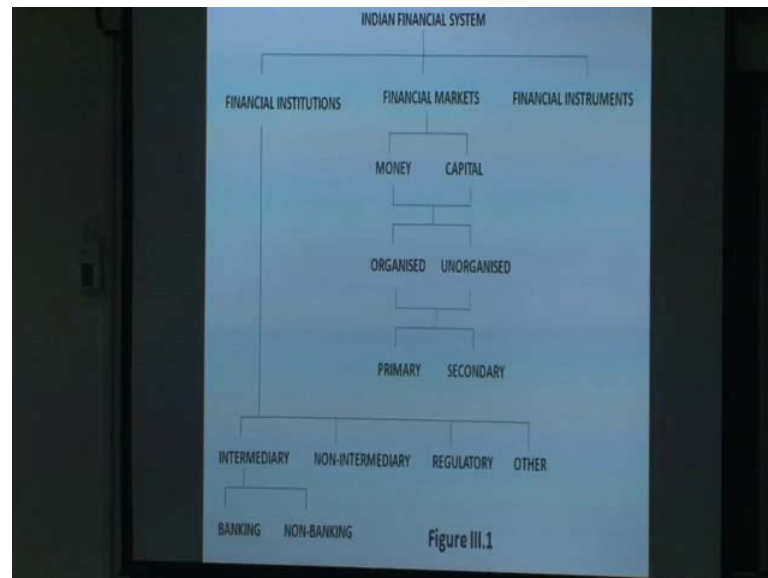 INDIAN FINANCIAL SYSTEM
FINANCIAL INSTITUTIONS FINANCIAL MARKETS FINANCIAL INSTRUMENTS
MONEY CAPITAL
ORGANISED UNORGANISED
PRIMARY SECONDARY
INTERMEDIARY NON-INTERMEDIARY REGULATORY OTHER
BANKING NON-BANKING
Figure III.1